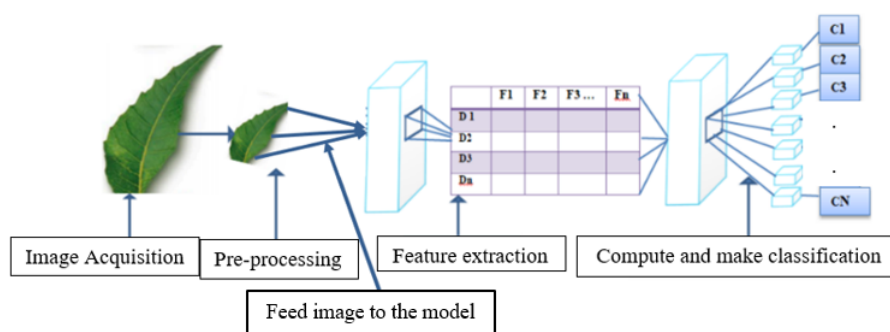 C1
C2
C3
.
.
CN
F1 F2 F3 ... Fn
D 1
D2
D3
Dn
Image Acquisition
Pre-processing
Feature extraction
Compute and make classification
Feed image to the model